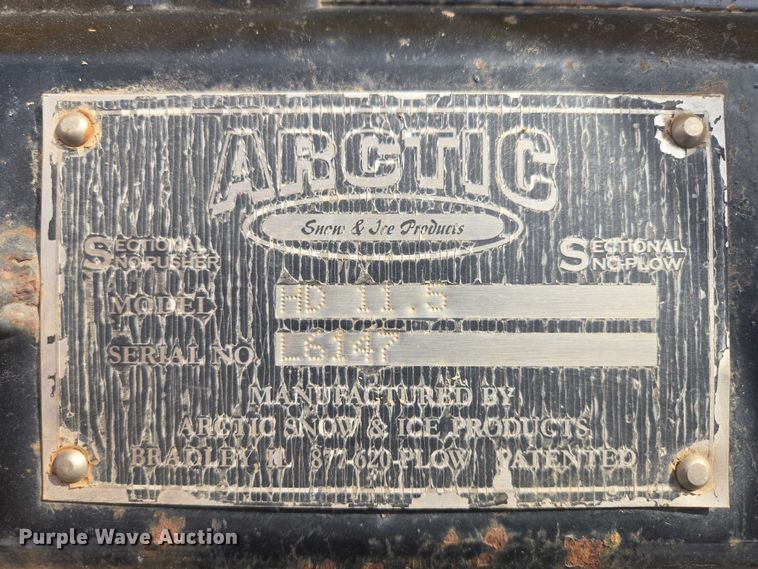 ARCTIC
Snow & Ice Products
SECTIONAL SNO-PUSHER
SECTIONAL SNO-PLOW
MODEL HD 11.5
SERIAL NO. LS147
MANUFACTURED BY
ARCTIC SNOW & ICE PRODUCTS
BRADLEY IL 877-620-PLOW PATENTED
Purple Wave Auction